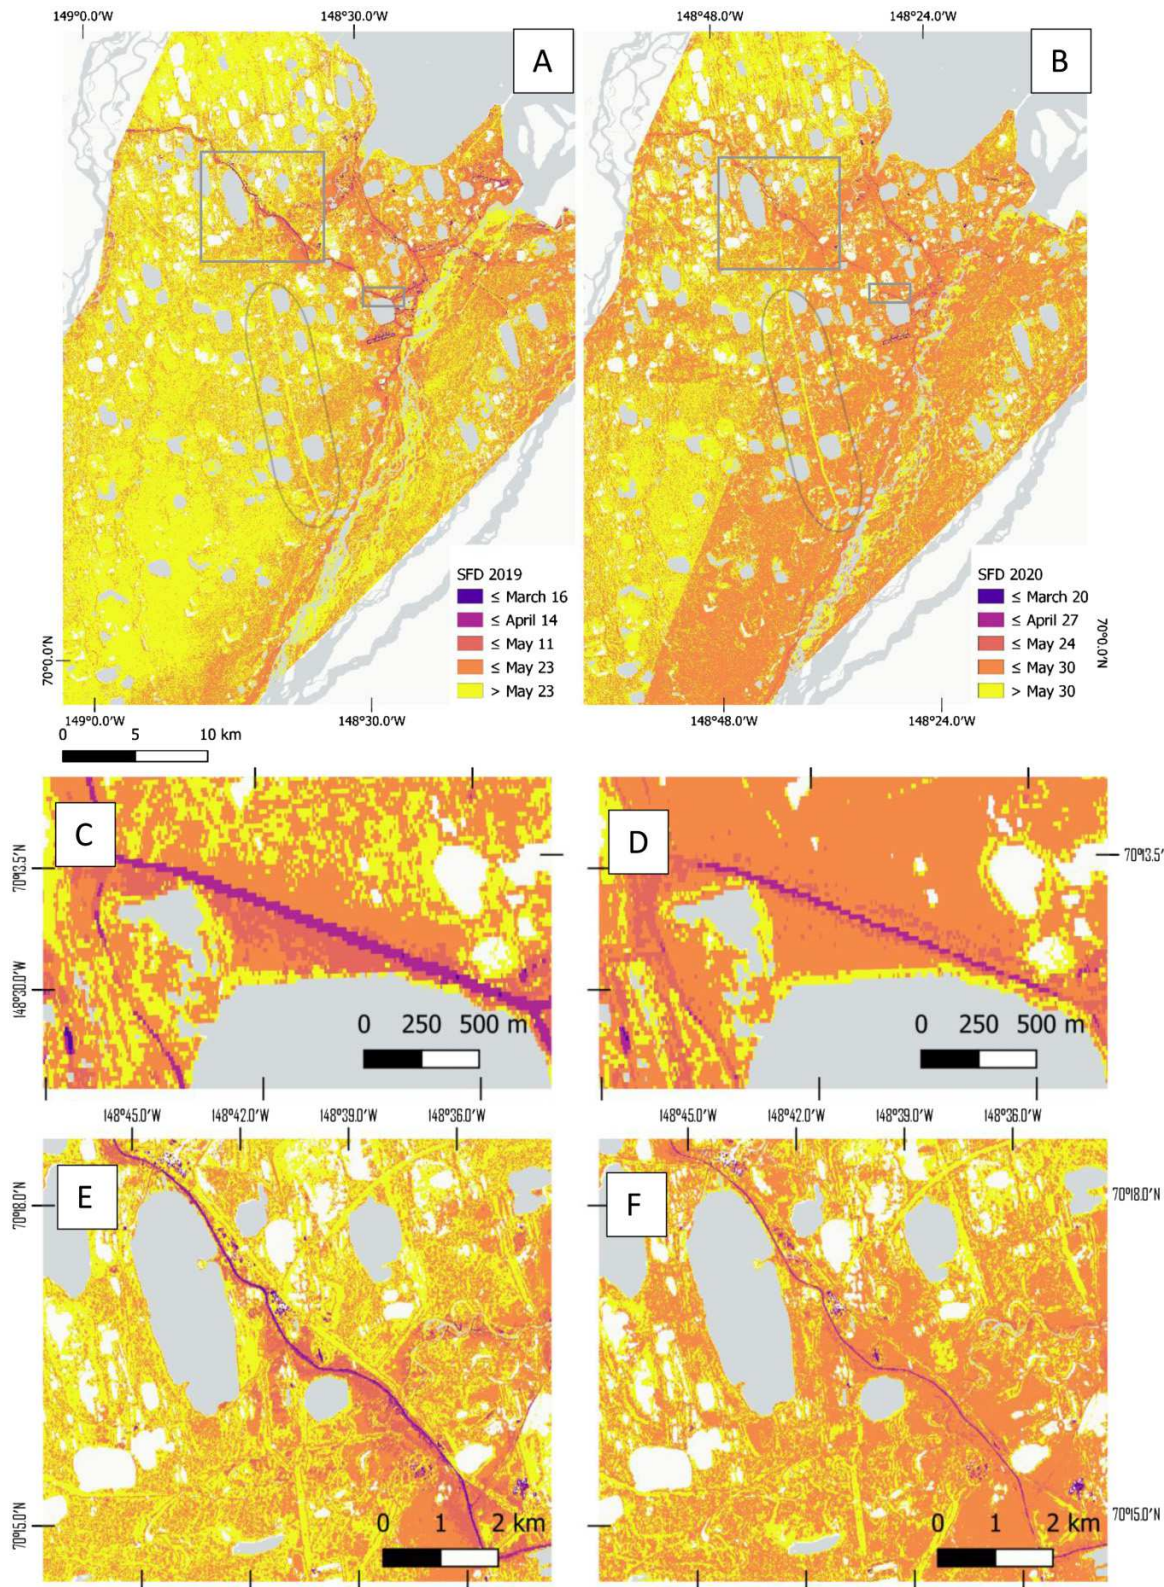 149°0.0'W 148°30.0'W 148°48.0'W 148°24.0'W
A B
SFD 2019
≤ March 16
≤ April 14
≤ May 11
≤ May 23
> May 23
SFD 2020
≤ March 20
≤ April 27
≤ May 24
≤ May 30
> May 30
70°0.0'N
70°0.0'N
149°0.0'W 148°30.0'W 148°48.0'W 148°24.0'W
0 5 10 km
C
D
70°13.5'N
70°13.5'
148°30.0'W
0 250 500 m
0 250 500 m
148°45.0'W 148°42.0'W 148°39.0'W 148°36.0'W
148°45.0'W 148°42.0'W 148°39.0'W 148°36.0'W
E
F
70°18.0'N
70°18.0'N
70°15.0'N
70°15.0'N
0 1 2 km
0 1 2 km